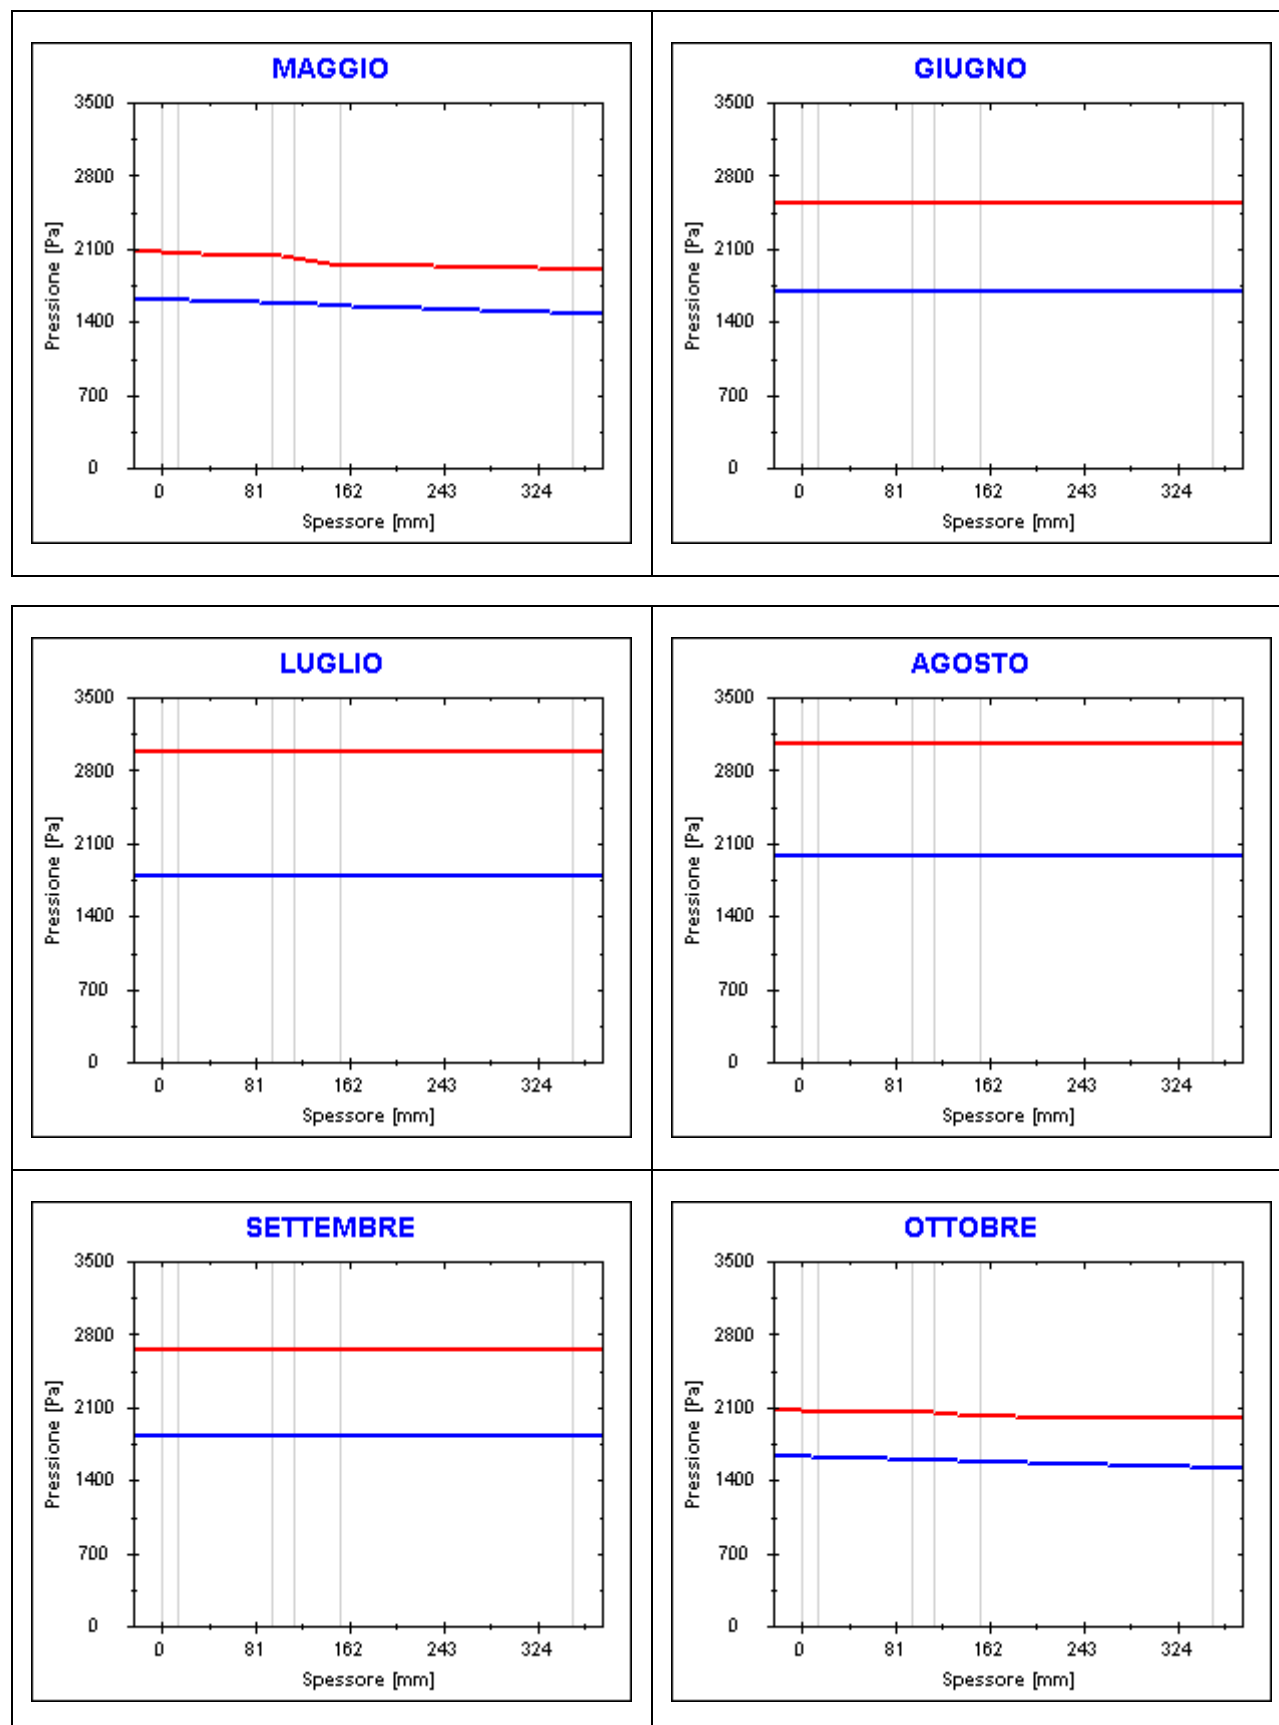 MAGGIO
3500
2800
2100
1400
700
0
Pressione [Pa]
0 81 162 243 324
Spessore [mm]
GIUGNO
3500
2800
2100
1400
700
0
Pressione [Pa]
0 81 162 243 324
Spessore [mm]
LUGLIO
3500
2800
2100
1400
700
0
Pressione [Pa]
0 81 162 243 324
Spessore [mm]
AGOSTO
3500
2800
2100
1400
700
0
Pressione [Pa]
0 81 162 243 324
Spessore [mm]
SETTEMBRE
3500
2800
2100
1400
700
0
Pressione [Pa]
0 81 162 243 324
Spessore [mm]
OTTOBRE
3500
2800
2100
1400
700
0
Pressione [Pa]
0 81 162 243 324
Spessore [mm]